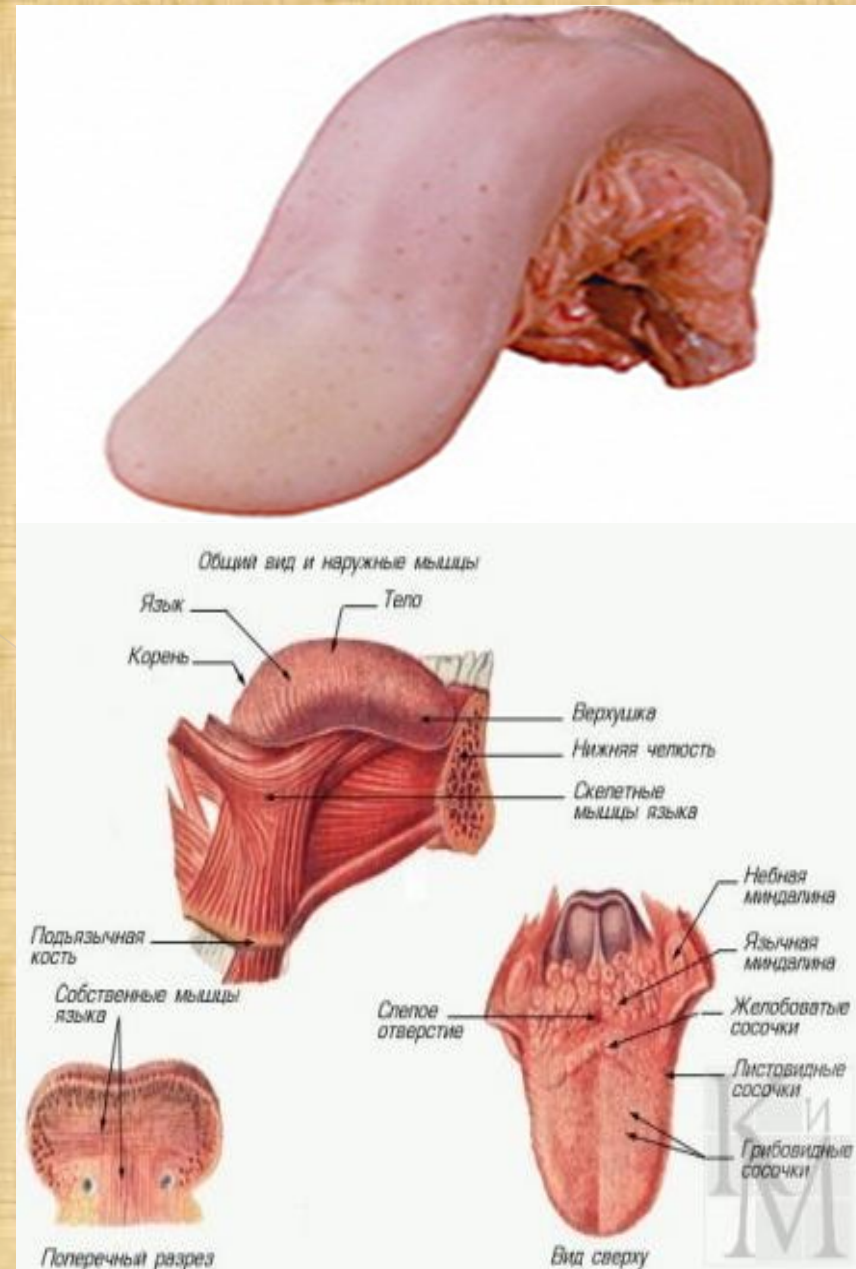 Общий вид и наружные мышцы
Язык
Тело
Корень
Верхушка
Нижняя челюсть
Скелетные
мышцы языка
Подъязычная
кость
Собственные мышцы
языка
Поперечный разрез
Небная
миндалина
Язычная
миндалина
Слепое
отверстие
Желобоватые
сосочки
Листовидные
сосочки
Грибовидные
сосочки
Вид сверху
К И
М